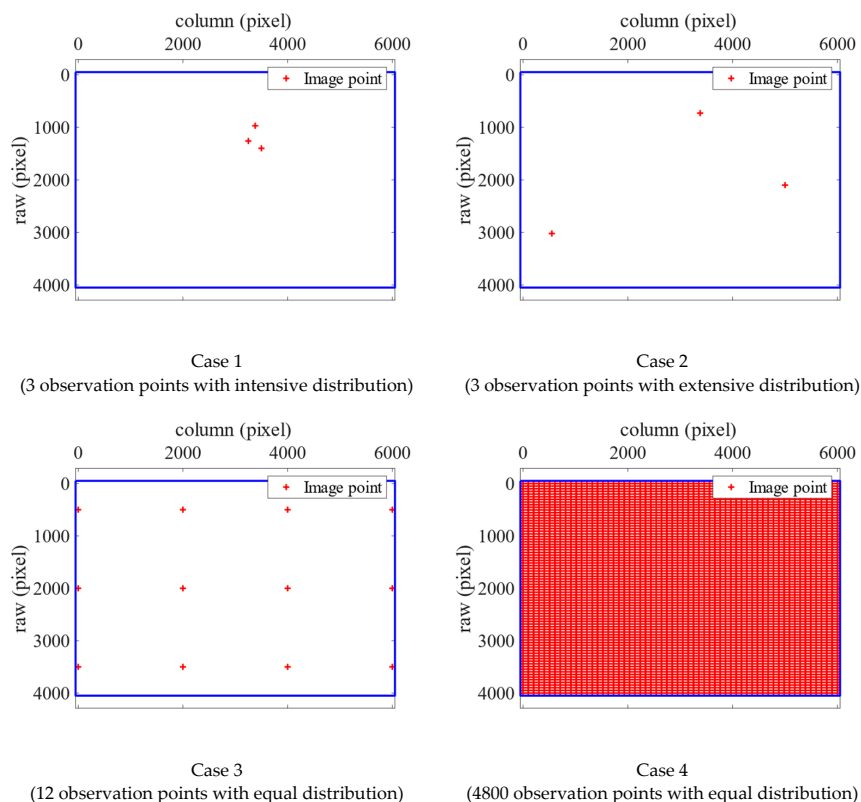 column (pixel)
0 2000 4000 6000
Image point
0
1000
2000
3000
4000
raw (pixel)
Case 1
(3 observation points with intensive distribution)
column (pixel)
0 2000 4000 6000
Image point
0
1000
2000
3000
4000
raw (pixel)
Case 2
(3 observation points with extensive distribution)
column (pixel)
0 2000 4000 6000
Image point
0
1000
2000
3000
4000
raw (pixel)
Case 3
(12 observation points with equal distribution)
column (pixel)
0 2000 4000 6000
Image point
0
1000
2000
3000
4000
raw (pixel)
Case 4
(4800 observation points with equal distribution)